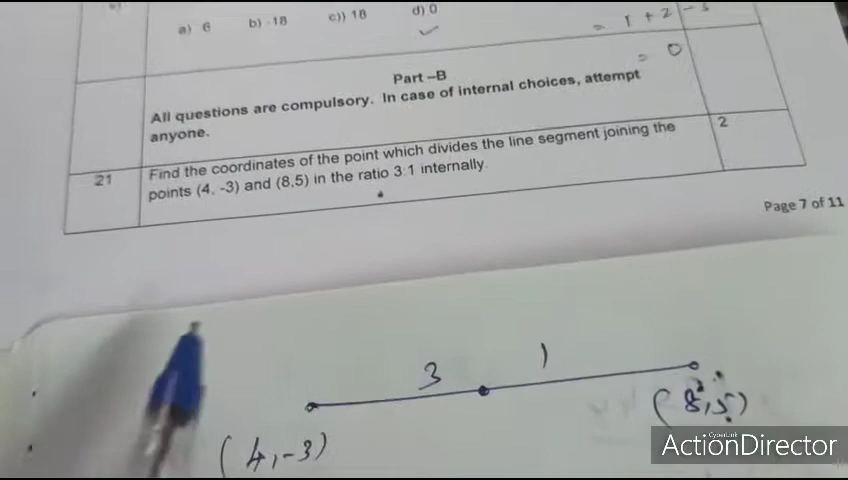 a) 6 b) -18 c)) 18 d) 0
= 1 + 2 - 3
= 0
Part –B
All questions are compulsory. In case of internal choices, attempt
anyone.
21 Find the coordinates of the point which divides the line segment joining the 2
points (4, -3) and (8,5) in the ratio 3:1 internally.
Page 7 of 11
3 1
(4,-3) (8,5)
CyberLink
ActionDirector